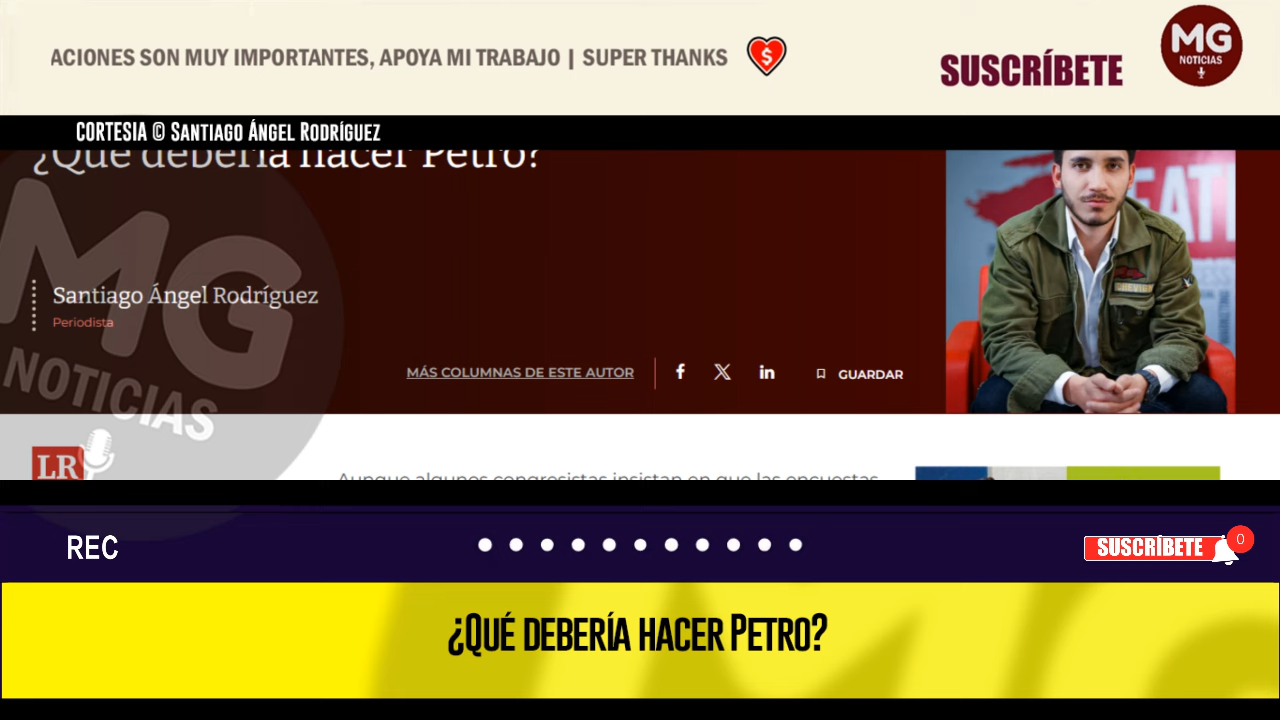 ACIONES SON MUY IMPORTANTES, APOYA MI TRABAJO | SUPER THANKS
SUSCRÍBETE
MG
NOTICIAS
CORTESIA © SANTIAGO ÁNGEL RODRÍGUEZ
¿Qué debería hacer Petro?
MG
NOTICIAS
Santiago Ángel Rodríguez
Periodista
MÁS COLUMNAS DE ESTE AUTOR
GUARDAR
LR
Aunque algunos congresistas insistan en que las encuestas
REC
SUSCRÍBETE
0
¿QUÉ DEBERÍA HACER PETRO?